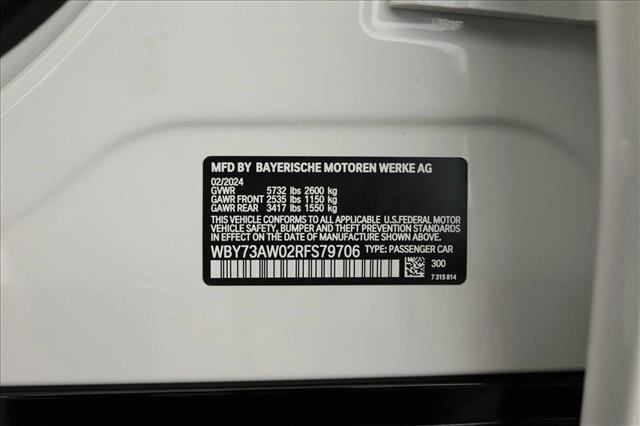 MFD BY BAYERISCHE MOTOREN WERKE AG
02/2024
GVWR 5732 lbs 2600 kg
GAWR FRONT 2535 lbs 1150 kg
GAWR REAR 3417 lbs 1550 kg
THIS VEHICLE CONFORMS TO ALL APPLICABLE U.S.FEDERAL MOTOR
VEHICLE SAFETY, BUMPER, AND THEFT PREVENTION STANDARDS
IN EFFECT ON THE DATE OF MANUFACTURE SHOWN ABOVE.
WBY73AW02RFS79706 TYPE: PASSENGER CAR
300
7 315 814